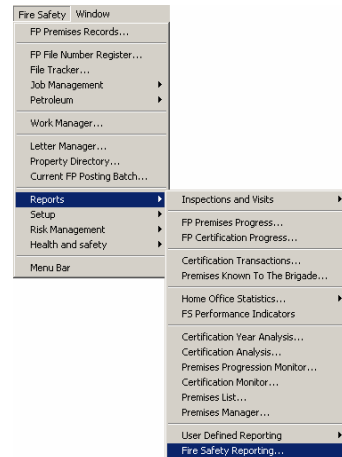 Fire Safety Window
FP Premises Records...
FP File Number Register...
File Tracker...
Job Management
Petroleum
Work Manager...
Letter Manager...
Property Directory...
Current FP Posting Batch...
Reports
Setup
Risk Management
Health and safety
Menu Bar
Inspections and Visits
FP Premises Progress...
FP Certification Progress...
Certification Transactions...
Premises Known To The Brigade...
Home Office Statistics...
FS Performance Indicators
Certification Year Analysis...
Certification Analysis...
Premises Progression Monitor...
Certification Monitor...
Premises List...
Premises Manager...
User Defined Reporting
Fire Safety Reporting...